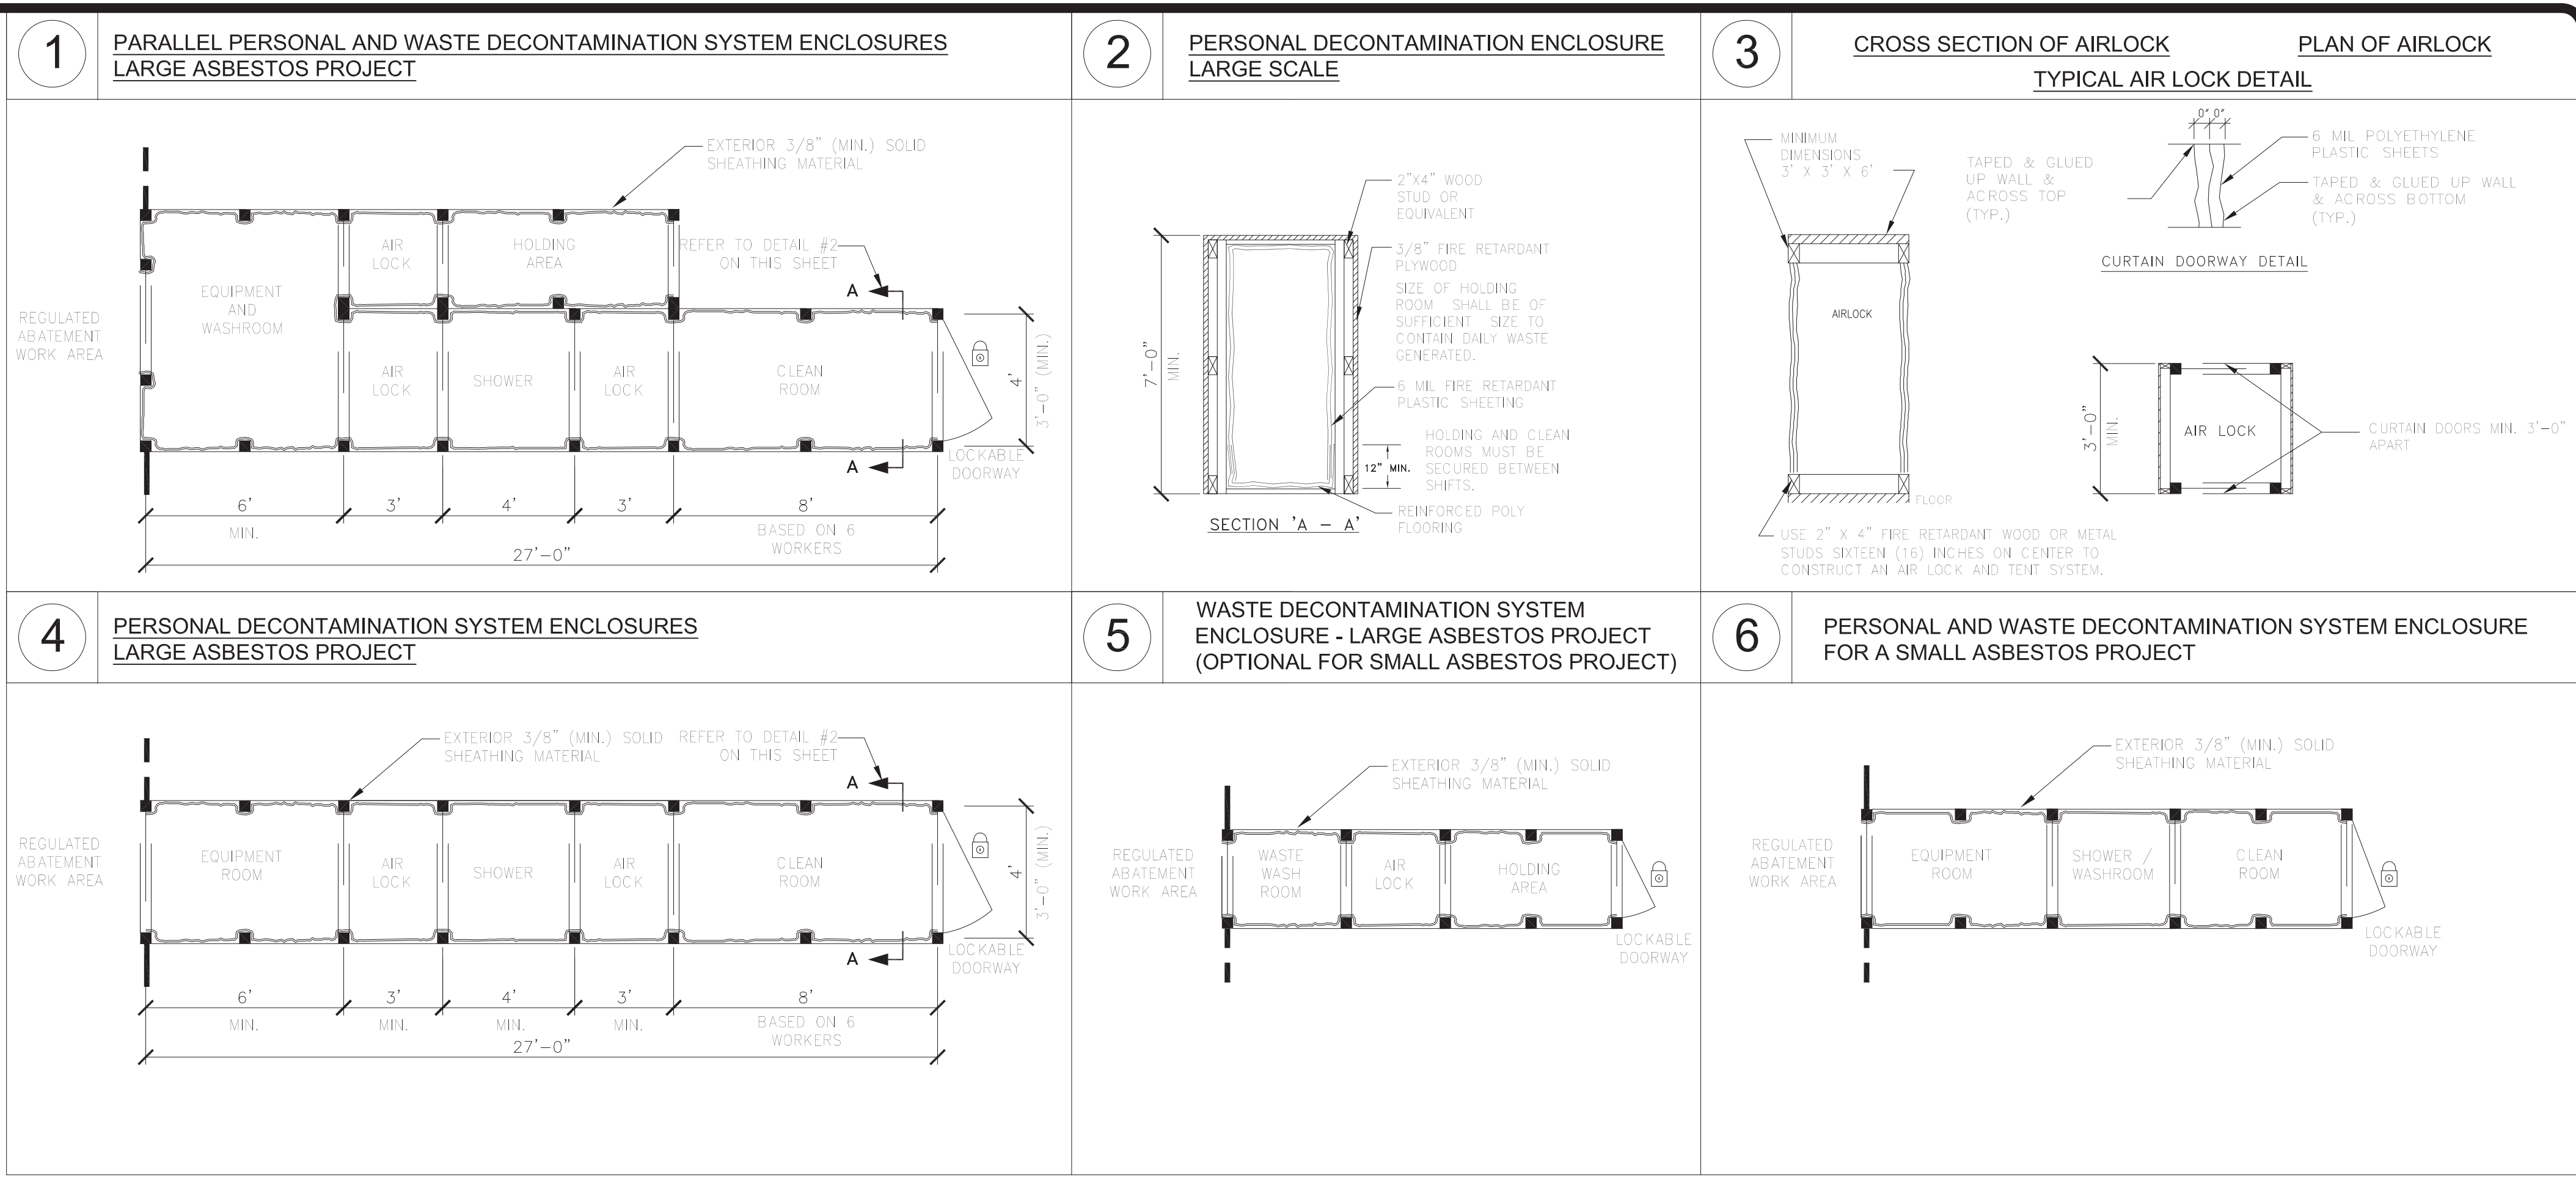 1
PARALLEL PERSONAL AND WASTE DECONTAMINATION SYSTEM ENCLOSURES
LARGE ASBESTOS PROJECT
EXTERIOR 3/8" (MIN.) SOLID
SHEATHING MATERIAL
REGULATED
ABATEMENT
WORK AREA
EQUIPMENT
AND
WASHROOM
AIR
LOCK
HOLDING
AREA
REFER TO DETAIL #2
ON THIS SHEET
A
AIR
LOCK
SHOWER
AIR
LOCK
CLEAN
ROOM
4'
3'-0" (MIN.)
A
LOCKABLE
DOORWAY
6'
3'
4'
3'
8'
MIN.
BASED ON 6
WORKERS
27'-0"
2
PERSONAL DECONTAMINATION ENCLOSURE
LARGE SCALE
2"X4" WOOD
STUD OR
EQUIVALENT
3/8" FIRE RETARDANT
PLYWOOD
SIZE OF HOLDING
ROOM SHALL BE OF
SUFFICIENT SIZE TO
CONTAIN DAILY WASTE
GENERATED.
7'-0"
MIN.
6 MIL FIRE RETARDANT
PLASTIC SHEETING
HOLDING AND CLEAN
ROOMS MUST BE
SECURED BETWEEN
SHIFTS.
12" MIN.
REINFORCED POLY
FLOORING
SECTION 'A - A'
3
CROSS SECTION OF AIRLOCK
PLAN OF AIRLOCK
TYPICAL AIR LOCK DETAIL
MINIMUM
DIMENSIONS
3' X 3' X 6'
AIRLOCK
FLOOR
USE 2" X 4" FIRE RETARDANT WOOD OR METAL
STUDS SIXTEEN (16) INCHES ON CENTER TO
CONSTRUCT AN AIR LOCK AND TENT SYSTEM.
0" 0"
TAPED & GLUED
UP WALL &
ACROSS TOP
(TYP.)
6 MIL POLYETHYLENE
PLASTIC SHEETS
TAPED & GLUED UP WALL
& ACROSS BOTTOM
(TYP.)
CURTAIN DOORWAY DETAIL
3'-0"
MIN.
AIR LOCK
CURTAIN DOORS MIN. 3'-0"
APART
4
PERSONAL DECONTAMINATION SYSTEM ENCLOSURES
LARGE ASBESTOS PROJECT
EXTERIOR 3/8" (MIN.) SOLID
SHEATHING MATERIAL
REFER TO DETAIL #2
ON THIS SHEET
A
REGULATED
ABATEMENT
WORK AREA
EQUIPMENT
ROOM
AIR
LOCK
SHOWER
AIR
LOCK
CLEAN
ROOM
4'
3'-0" (MIN.)
A
LOCKABLE
DOORWAY
6'
3'
4'
3'
8'
MIN.
MIN.
MIN.
MIN.
BASED ON 6
WORKERS
27'-0"
5
WASTE DECONTAMINATION SYSTEM
ENCLOSURE - LARGE ASBESTOS PROJECT
(OPTIONAL FOR SMALL ASBESTOS PROJECT)
EXTERIOR 3/8" (MIN.) SOLID
SHEATHING MATERIAL
REGULATED
ABATEMENT
WORK AREA
WASTE
WASH
ROOM
AIR
LOCK
HOLDING
AREA
LOCKABLE
DOORWAY
6
PERSONAL AND WASTE DECONTAMINATION SYSTEM ENCLOSURE
FOR A SMALL ASBESTOS PROJECT
EXTERIOR 3/8" (MIN.) SOLID
SHEATHING MATERIAL
REGULATED
ABATEMENT
WORK AREA
EQUIPMENT
ROOM
SHOWER /
WASHROOM
CLEAN
ROOM
LOCKABLE
DOORWAY